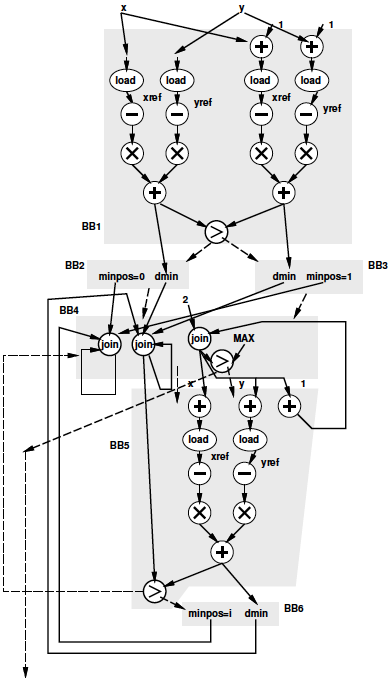 x y
1 1
+ +
load load load load
xref yref xref yref
− − − −
× × × ×
+ +
BB1 >
BB2 BB3
minpos=0 dmin dmin minpos=1
BB4 2
join join join MAX
>
x y 1
+ + +
load load
BB5 xref yref
− −
× ×
+
>
minpos=i dmin BB6